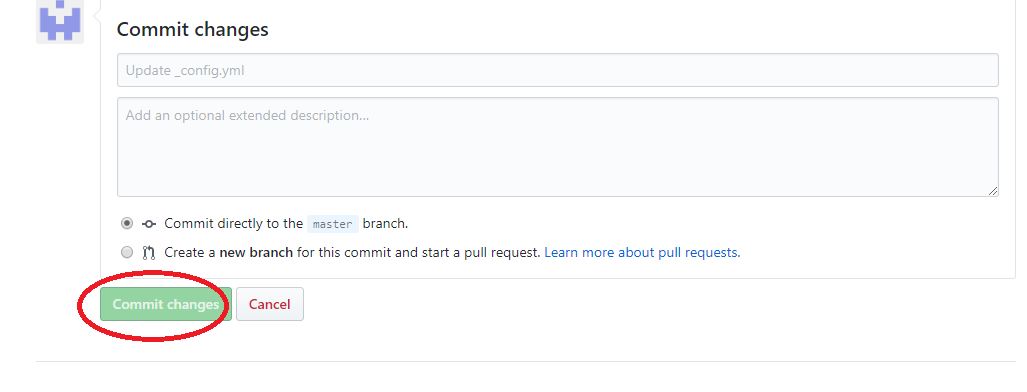 Commit changes
Update _config.yml
Add an optional extended description...
Commit directly to the master branch.
Create a new branch for this commit and start a pull request. Learn more about pull requests.
Commit changes Cancel